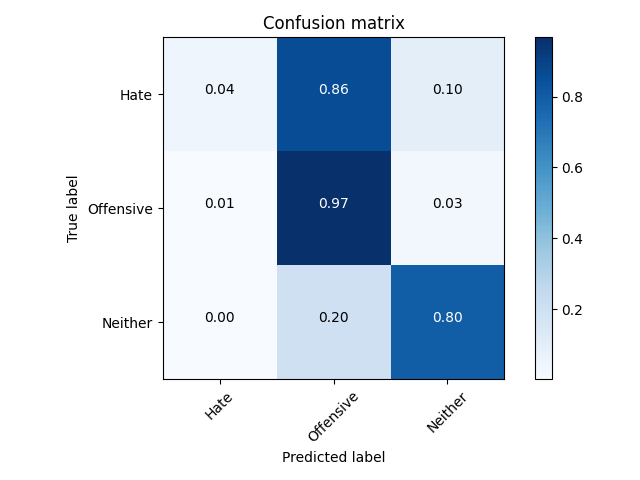 Confusion matrix
True label
Hate
0.04 0.86 0.10
Offensive
0.01 0.97 0.03
Neither
0.00 0.20 0.80
Hate
Offensive
Neither
Predicted label
0.8
0.6
0.4
0.2